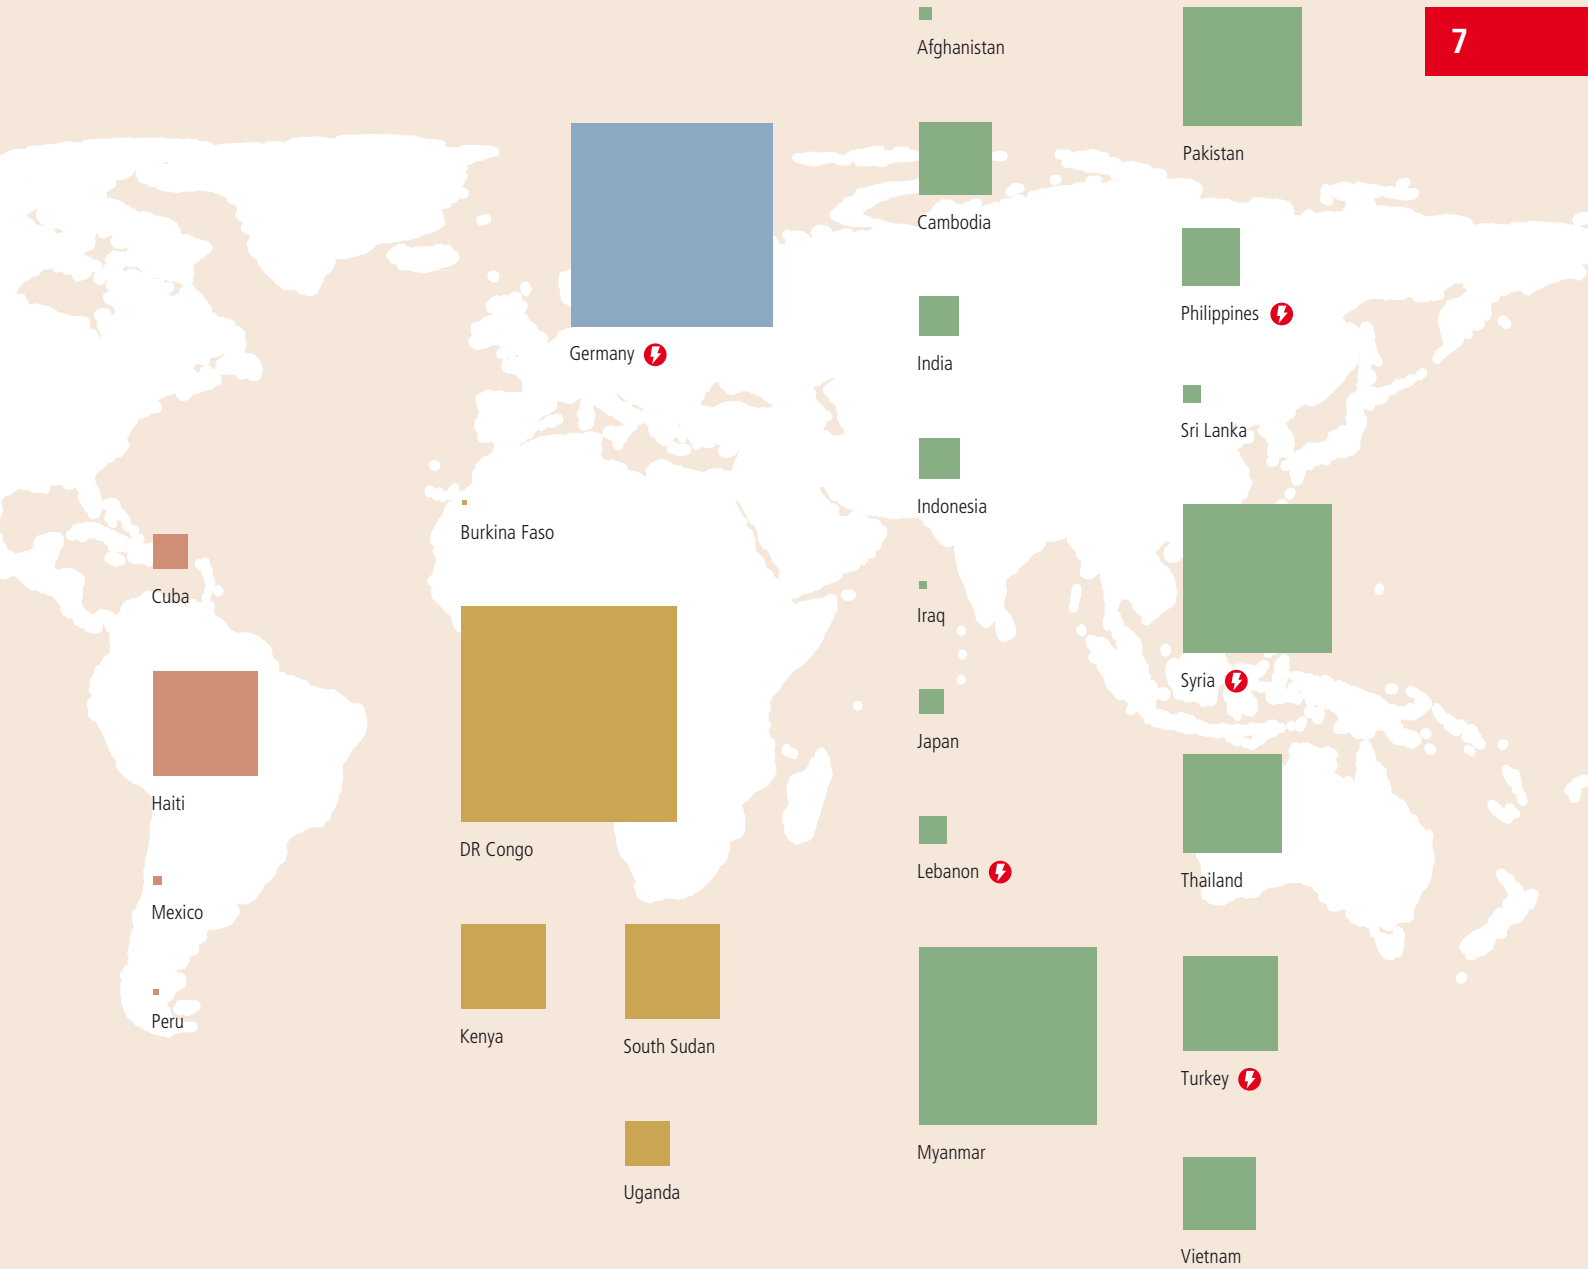 7
Afghanistan
Pakistan
Cambodia
Philippines
Germany
India
Sri Lanka
Indonesia
Burkina Faso
Cuba
Iraq
Syria
Japan
Haiti
DR Congo
Lebanon
Thailand
Mexico
Peru
Kenya
South Sudan
Turkey
Myanmar
Uganda
Vietnam